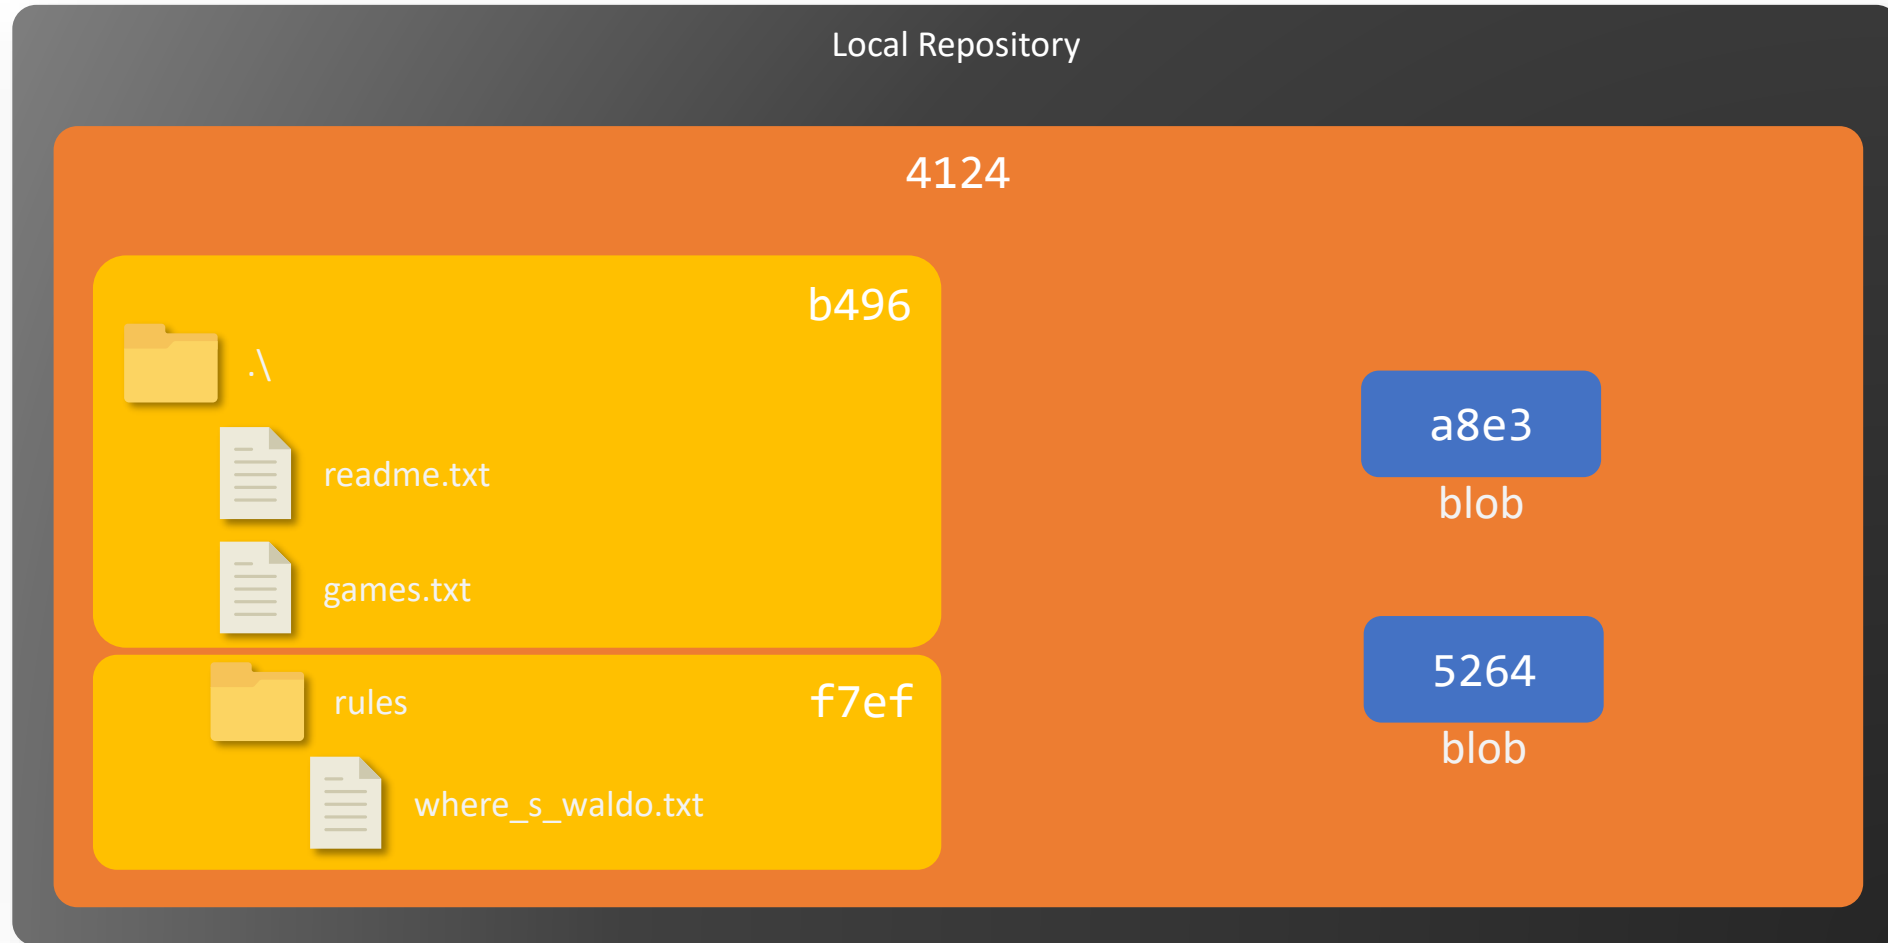 Local Repository
4124
b496
.\
readme.txt
games.txt
rules
f7ef
where_s_waldo.txt
a8e3
blob
5264
blob